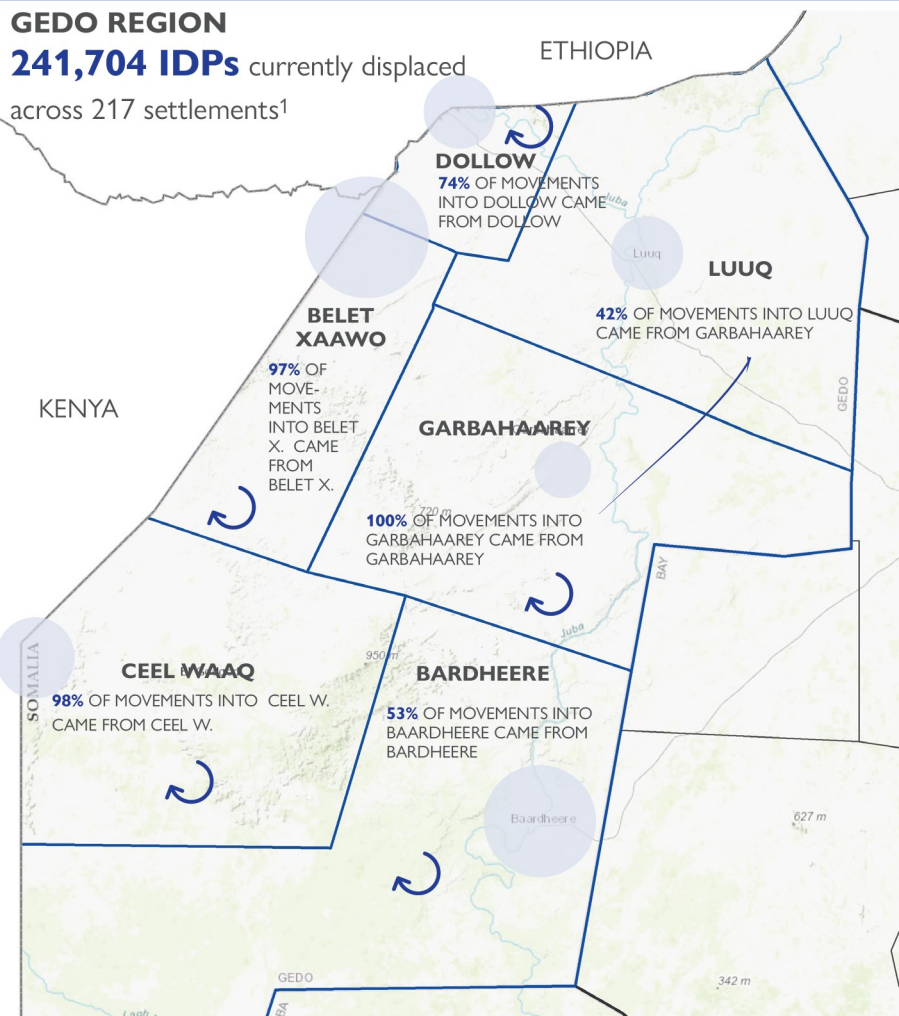 GEDO REGION
241,704 IDPs currently displaced
across 217 settlements¹
ETHIOPIA
DOLLOW
74% OF MOVEMENTS
INTO DOLLOW CAME
FROM DOLLOW
Juba
Luuq
LUUQ
42% OF MOVEMENTS INTO LUUQ
CAME FROM GARBAHAAREY
BELET
XAAWO
97% OF
MOVE-
MENTS
INTO BELET
X. CAME
FROM
BELET X.
KENYA
GEDO
GARBAHAAREY
720 m
100% OF MOVEMENTS INTO
GARBAHAAREY CAME FROM
GARBAHAAREY
BAY
Juba
950 m
SOMALIA
CEEL WAAQ
98% OF MOVEMENTS INTO CEEL W.
CAME FROM CEEL W.
BARDHEERE
53% OF MOVEMENTS INTO
BAARDHEERE CAME FROM
BARDHEERE
Baardheere
627 m
GEDO
342 m